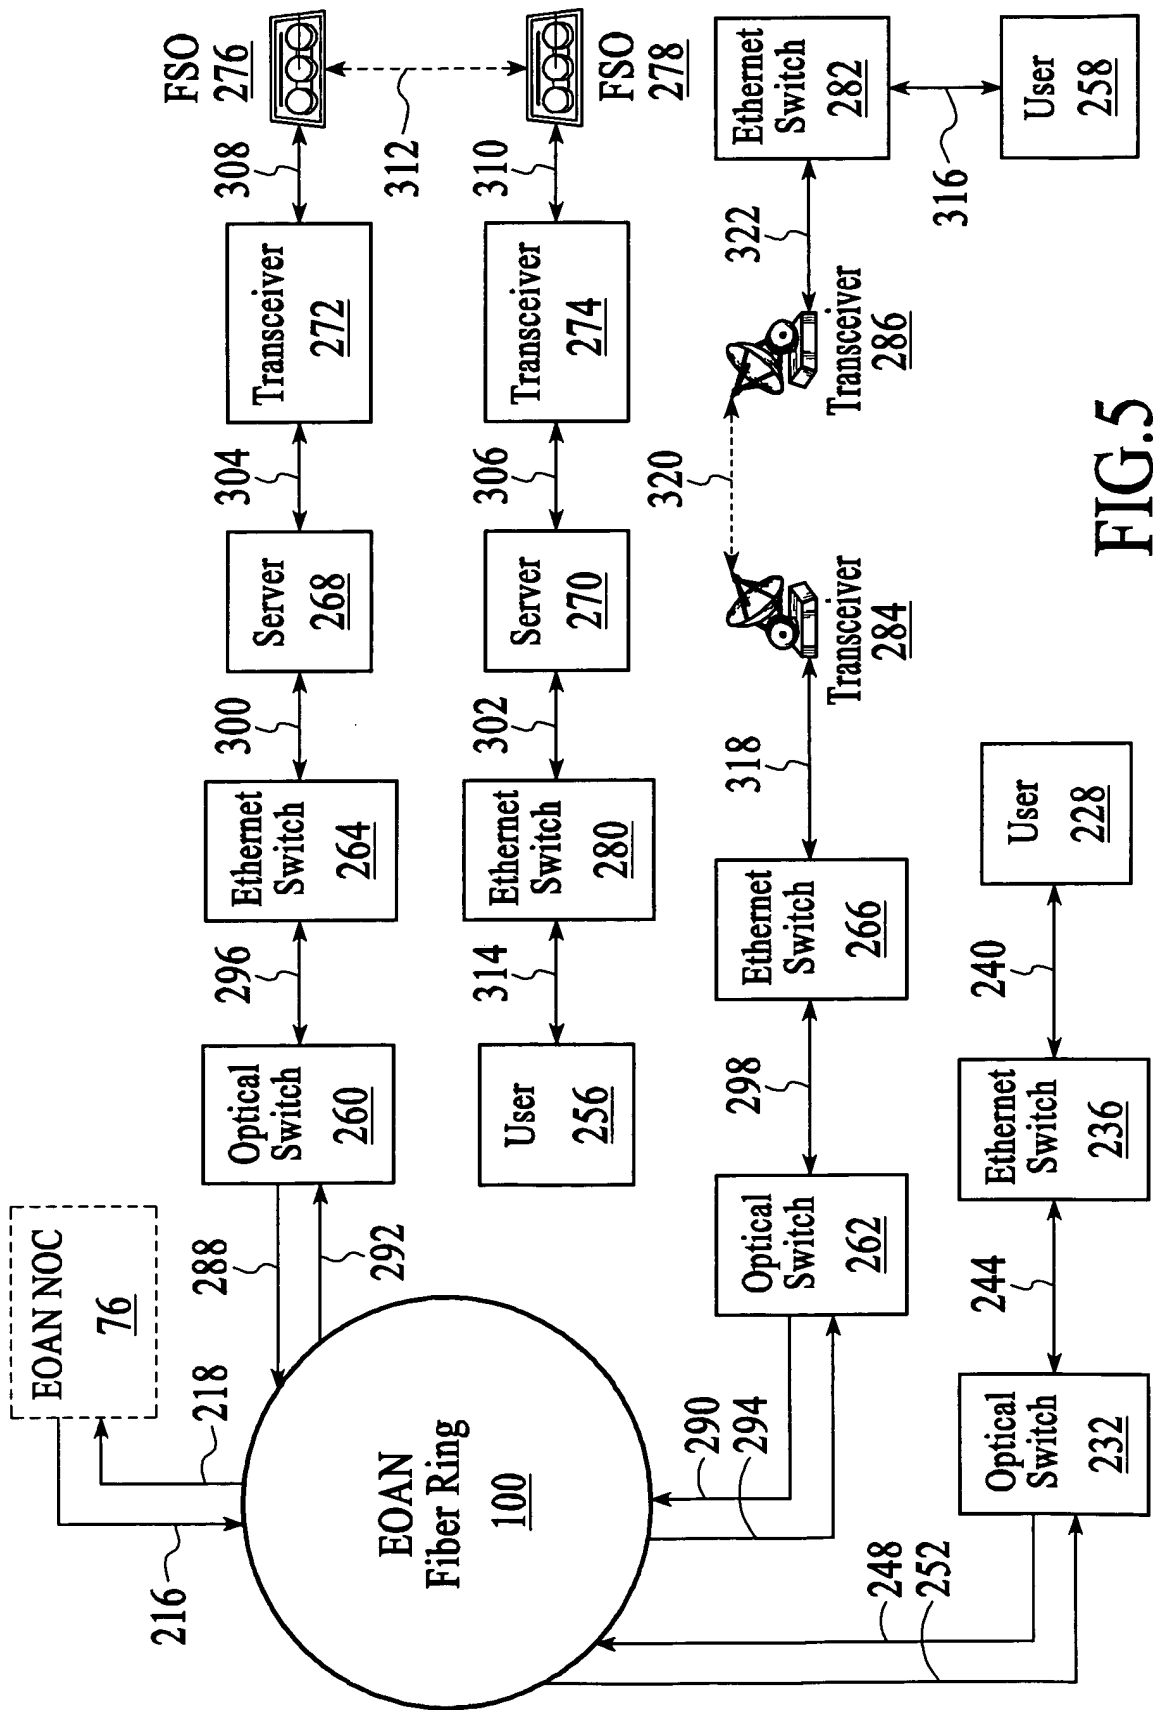 EOAN NOC
76
216
218
EOAN
Fiber Ring
100
288
292
Optical
Switch
260
296
Ethernet
Switch
264
300
Server
268
304
Transceiver
272
308
FSO
276
312
User
256
314
Ethernet
Switch
280
302
Server
270
306
Transceiver
274
310
FSO
278
290
294
Optical
Switch
262
298
Ethernet
Switch
266
318
Transceiver
284
320
Transceiver
286
322
Ethernet
Switch
282
316
User
258
248
252
Optical
Switch
232
244
Ethernet
Switch
236
240
User
228
FIG.5